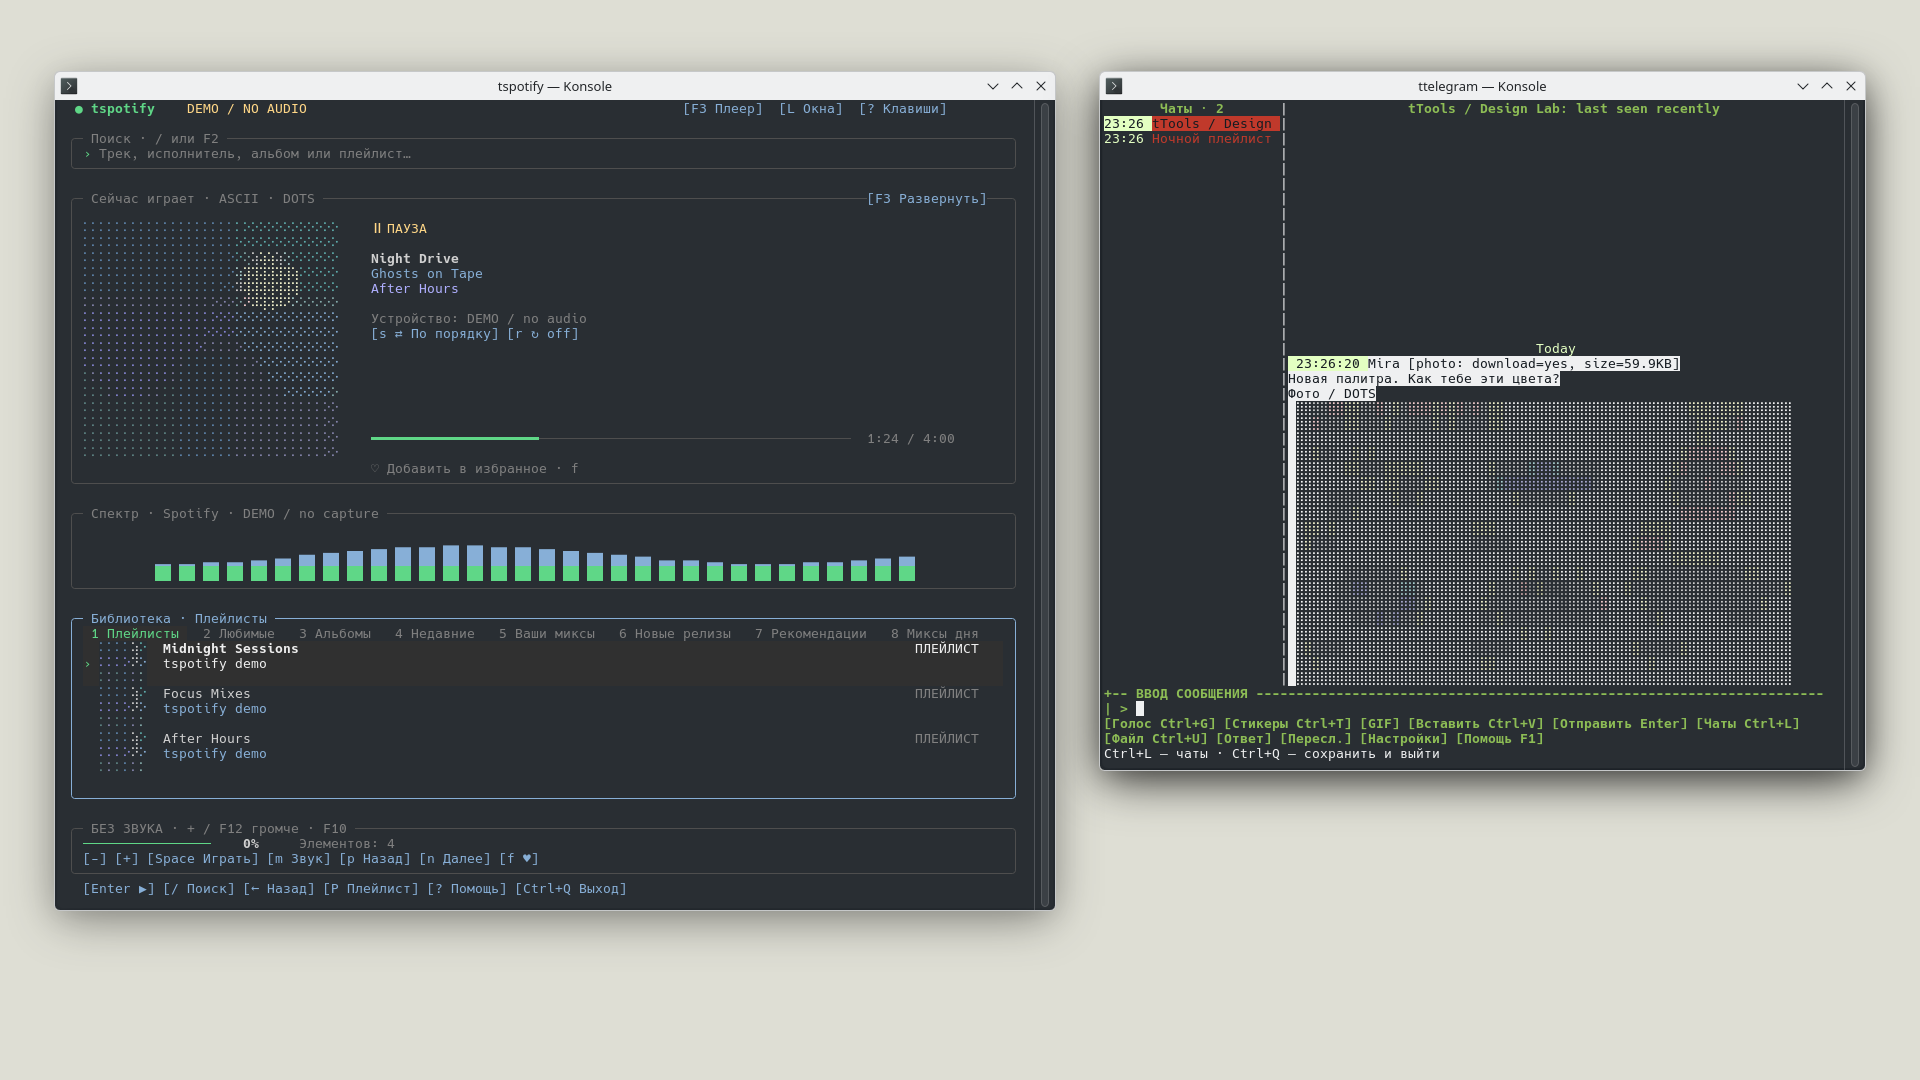 tspotify — Konsole
● tspotify DEMO / NO AUDIO [F3 Плеер] [L Окна] [? Клавиши]
Поиск · / или F2
› Трек, исполнитель, альбом или плейлист…
Сейчас играет · ASCII · DOTS [F3 Развернуть]
⏸ ПАУЗА
Night Drive
Ghosts on Tape
After Hours
Устройство: DEMO / no audio
[s ⇄ По порядку] [r ↻ off]
1:24 / 4:00
♡ Добавить в избранное · f
Спектр · Spotify · DEMO / no capture
Библиотека · Плейлисты
1 Плейлисты 2 Любимые 3 Альбомы 4 Недавние 5 Ваши миксы 6 Новые релизы 7 Рекомендации 8 Миксы дня
Midnight Sessions ПЛЕЙЛИСТ
› tspotify demo
Focus Mixes ПЛЕЙЛИСТ
tspotify demo
After Hours ПЛЕЙЛИСТ
tspotify demo
БЕЗ ЗВУКА · + / F12 громче · F10
0% Элементов: 4
[−] [+] [Space Играть] [m Звук] [p Назад] [n Далее] [f ♥]
[Enter ▶] [/ Поиск] [← Назад] [P Плейлист] [? Помощь] [Ctrl+Q Выход]
ttelegram — Konsole
Чаты · 2 | tTools / Design Lab: last seen recently
23:26 tTools / Design
23:26 Ночной плейлист
Today
23:26:20 Mira [photo: download=yes, size=59.9KB]
Новая палитра. Как тебе эти цвета?
Фото / DOTS
+-- ВВОД СООБЩЕНИЯ -----------------------------------------------------------------------
| >
[Голос Ctrl+G] [Стикеры Ctrl+T] [GIF] [Вставить Ctrl+V] [Отправить Enter] [Чаты Ctrl+L]
[Файл Ctrl+U] [Ответ] [Пересл.] [Настройки] [Помощь F1]
Ctrl+L — чаты · Ctrl+Q — сохранить и выйти